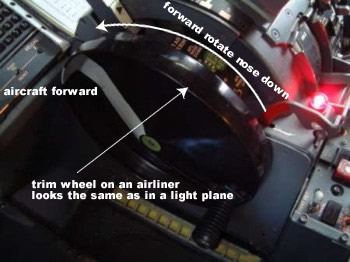 forward rotate nose down
aircraft forward
trim wheel on an airliner
looks the same as in a light plane